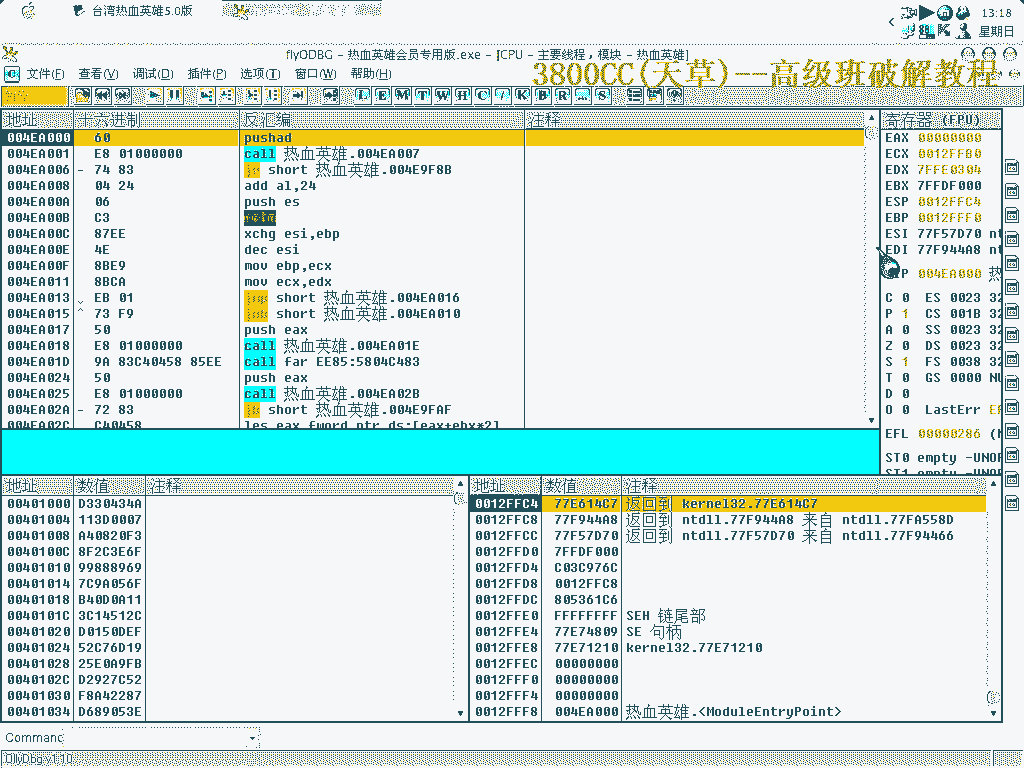 台湾热血英雄5.0版
13:18
星期日
flyODBG - 热血英雄会员专用版.exe - [CPU - 主要线程, 模块 - 热血英雄]
文件(F) 查看(V) 调试(D) 插件(P) 选项(T) 窗口(W) 帮助(H)
3800CC(天草)--高级班破解教程
L E M T W H C / K B R ... S
地址 十六进制 反汇编 注释
004EA000 60 pushad
004EA001 E8 01000000 call 热血英雄.004EA007
004EA006 - 74 83 je short 热血英雄.004E9F8B
004EA008 04 24 add al,24
004EA00A 06 push es
004EA00B C3 retn
004EA00C 87EE xchg esi,ebp
004EA00E 4E dec esi
004EA00F 8BE9 mov ebp,ecx
004EA011 8BCA mov ecx,edx
004EA013 EB 01 jmp short 热血英雄.004EA016
004EA015 ^ 73 F9 jnb short 热血英雄.004EA010
004EA017 50 push eax
004EA018 E8 01000000 call 热血英雄.004EA01E
004EA01D 9A 83C40458 85EE call far EE85:5804C483
004EA024 50 push eax
004EA025 E8 01000000 call 热血英雄.004EA02B
004EA02A - 72 83 jb short 热血英雄.004E9FAF
004EA02C C40458 les eax,fword ptr ds:[eax+ebx*2]
寄存器 (FPU)
EAX 00000000
ECX 0012FFB0
EDX 7FFE0304
EBX 7FFDF000
ESP 0012FFC4
EBP 0012FFF0
ESI 77F57D70 nt
EDI 77F944A8 nt
004EA000 热
C 0 ES 0023 32
P 1 CS 001B 32
A 0 SS 0023 32
Z 0 DS 0023 32
S 1 FS 0038 32
T 0 GS 0000 NU
D 0
O 0 LastErr
EFL 00000286 (N
ST0 empty -UNOR
ST1 empty -UNOR
地址 数值 注释
00401000 D330434A
00401004 113D0007
00401008 A40820F3
0040100C 8F2C3E6F
00401010 99888969
00401014 7C9A056F
00401018 B40D0A11
0040101C 3C14512C
00401020 D0150DEF
00401024 52C76D19
00401028 25E0A9FB
0040102C D2927C52
00401030 F8A42287
00401034 D689053E
地址 数值 注释
0012FFC4 77E614C7 返回到 kernel32.77E614C7
0012FFC8 77F944A8 返回到 ntdll.77F944A8 来自 ntdll.77FA558D
0012FFCC 77F57D70 返回到 ntdll.77F57D70 来自 ntdll.77F94466
0012FFD0 7FFDF000
0012FFD4 C03C976C
0012FFD8 0012FFC8
0012FFDC 805361C6
0012FFE0 FFFFFFFF SEH 链尾部
0012FFE4 77E74809 SE 句柄
0012FFE8 77E71210 kernel32.77E71210
0012FFEC 00000000
0012FFF0 00000000
0012FFF4 00000000
0012FFF8 004EA000 热血英雄.<ModuleEntryPoint>
Command
OllyDbg v1.10